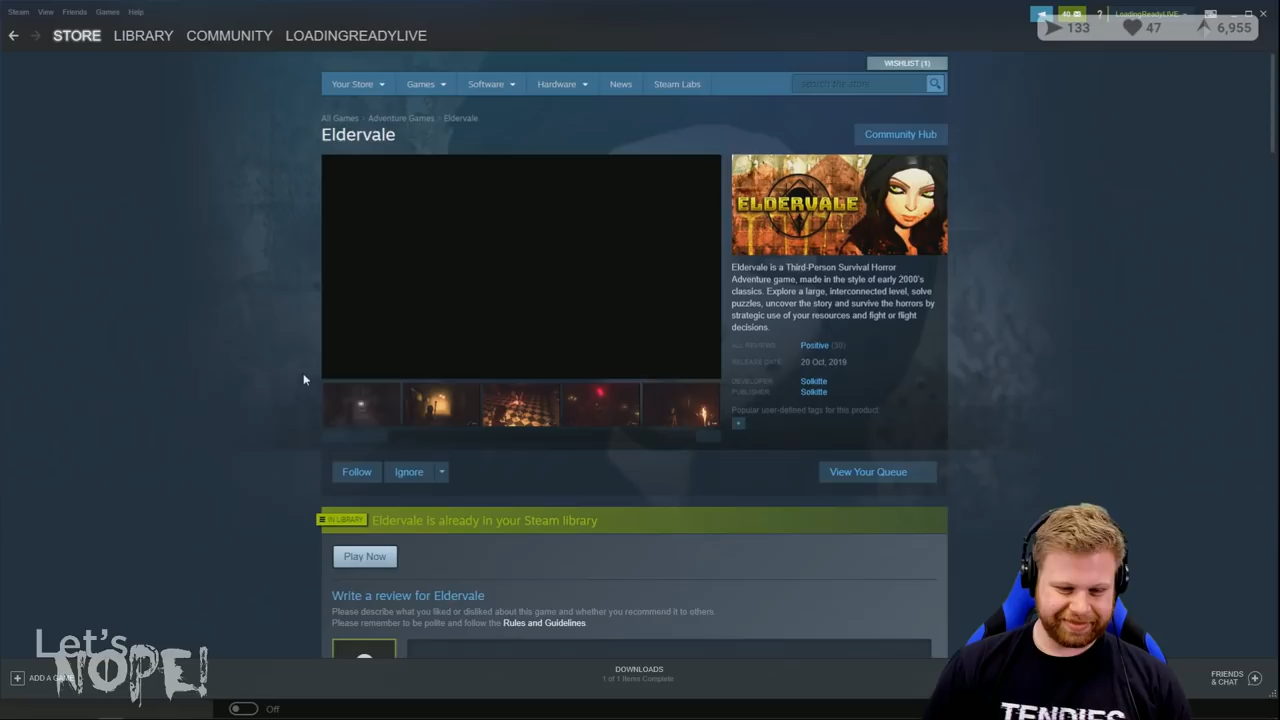 Steam View Friends Games Help
40 ? LoadingReadyLIVE
133 47 6,955
STORE LIBRARY COMMUNITY LOADINGREADYLIVE
WISHLIST (1)
Your Store Games Software Hardware News Steam Labs search the store
All Games > Adventure Games > Eldervale
Eldervale
Community Hub
ELDERVALE
Eldervale is a Third-Person Survival Horror
Adventure game, made in the style of early 2000's
classics. Explore a large, interconnected level, solve
puzzles, uncover the story and survive the horrors by
strategic use of your resources and fight or flight
decisions.
ALL REVIEWS: Positive (30)
RELEASE DATE: 20 Oct, 2019
DEVELOPER: Solkitte
PUBLISHER: Solkitte
Popular user-defined tags for this product:
+
Follow Ignore View Your Queue
IN LIBRARY Eldervale is already in your Steam library
Play Now
Write a review for Eldervale
Please describe what you liked or disliked about this game and whether you recommend it to others.
Please remember to be polite and follow the Rules and Guidelines
Let's
NOPE!
+ ADD A GAME
DOWNLOADS
1 of 1 Items Complete
FRIENDS
& CHAT +
Off
TENDIES